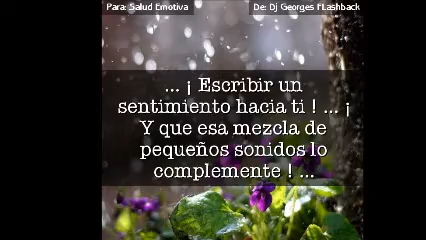 Para: Salud Emotiva
De: Dj Georges FLashback
... ¡ Escribir un
sentimiento hacia ti ! ... ¡
Y que esa mezcla de
pequeños sonidos lo
complemente ! ...